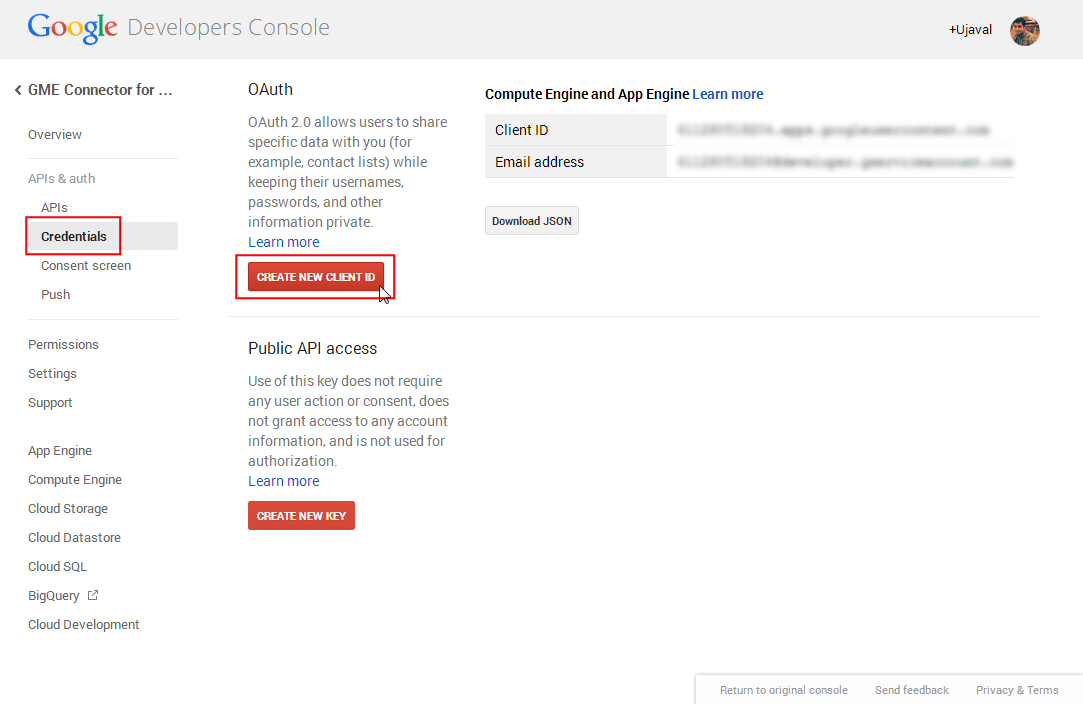 Google Developers Console
+Ujaval
GME Connector for ...
Overview
APIs & auth
APIs
Credentials
Consent screen
Push
Permissions
Settings
Support
App Engine
Compute Engine
Cloud Storage
Cloud Datastore
Cloud SQL
BigQuery
Cloud Development
OAuth
OAuth 2.0 allows users to share
specific data with you (for
example, contact lists) while
keeping their usernames,
passwords, and other
information private.
Learn more
CREATE NEW CLIENT ID
Compute Engine and App Engine Learn more
Client ID
Email address
Download JSON
Public API access
Use of this key does not require
any user action or consent, does
not grant access to any account
information, and is not used for
authorization.
Learn more
CREATE NEW KEY
Return to original console
Send feedback
Privacy & Terms